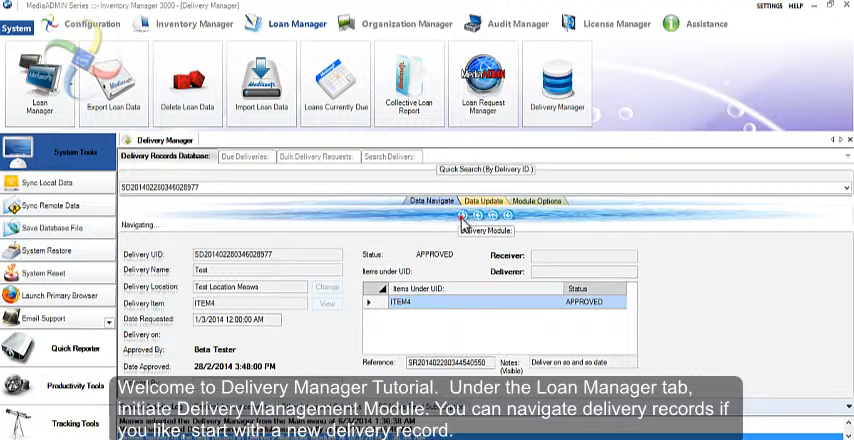 MediaADMIN Series :::- Inventory Manager 3000 - [Delivery Manager]
SETTINGS HELP
System
Configuration
Inventory Manager
Loan Manager
Organization Manager
Audit Manager
License Manager
Assistance
Loan Manager
Export Loan Data
Delete Loan Data
Import Loan Data
Loans Currently Due
Collective Loan Report
Loan Request Manager
Delivery Manager
System Tools
Delivery Manager
Delivery Records Database:
Due Deliveries:
Bulk Delivery Requests:
Search Delivery:
Quick Search (By Delivery ID.)
Sync Local Data
SD201402280346028977
Sync Remote Data
Data Navigate
Data Update
Module Options
Save Database File
Navigating...
Delivery Module:
System Restore
Delivery UID:
SD201402280346028977
Status:
APPROVED
Receiver:
System Reset
Delivery Name:
Test
Items under UID:
Deliverer:
Launch Primary Browser
Delivery Location:
Test Location Meows
Change
Items Under UID:
Status
Email Support
Delivery Item:
ITEM4
View
ITEM4
APPROVED
Date Requested:
1/3/2014 12:00:00 AM
Delivery on:
Quick Reporter
Approved By:
Beta Tester
Date Approved:
28/2/2014 3:48:00 PM
Reference:
SR201402280344540550
Notes:
(Visible)
Deliver on so and so date
Productivity Tools
Tracking Tools
Welcome to Delivery Manager Tutorial. Under the Loan Manager tab,
initiate Delivery Management Module. You can navigate delivery records if
you like, start with a new delivery record.